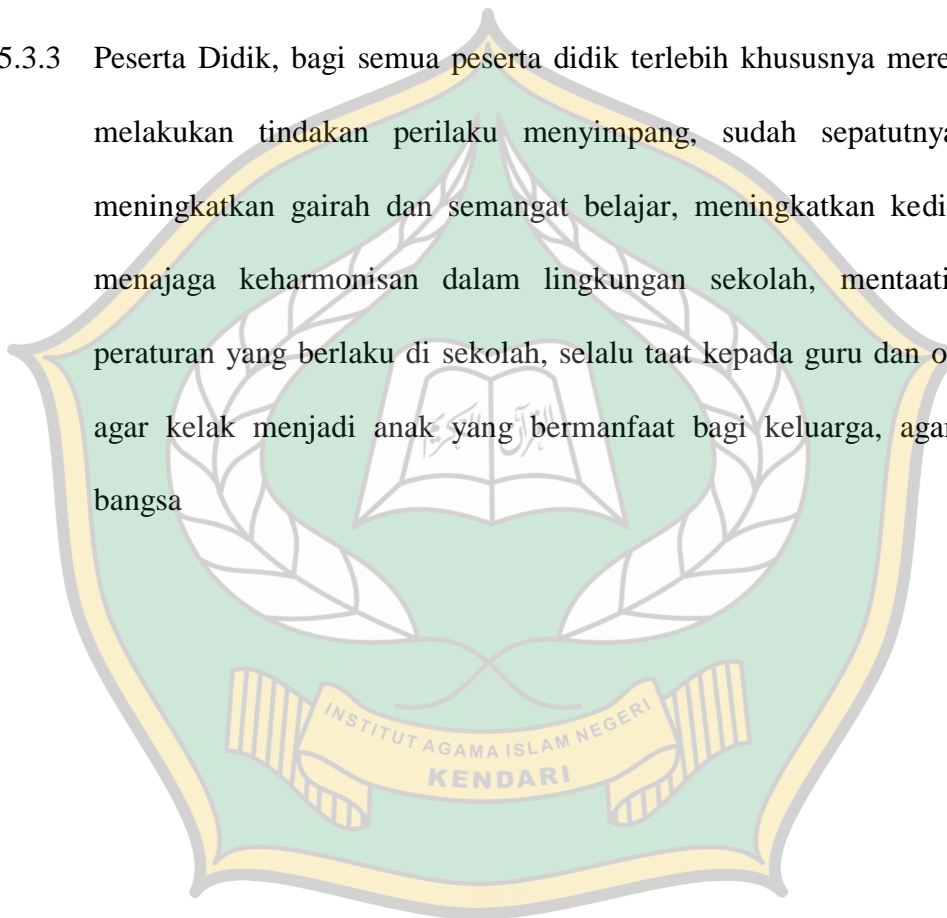 5.3.3 Peserta Didik, bagi semua peserta didik terlebih khususnya mere
melakukan tindakan perilaku menyimpang, sudah sepatutnya
meningkatkan gairah dan semangat belajar, meningkatkan kedi
menajaga keharmonisan dalam lingkungan sekolah, mentaati
peraturan yang berlaku di sekolah, selalu taat kepada guru dan o
agar kelak menjadi anak yang bermanfaat bagi keluarga, agar
bangsa
القرآن الكريم
INSTITUT AGAMA ISLAM NEGERI
KENDARI